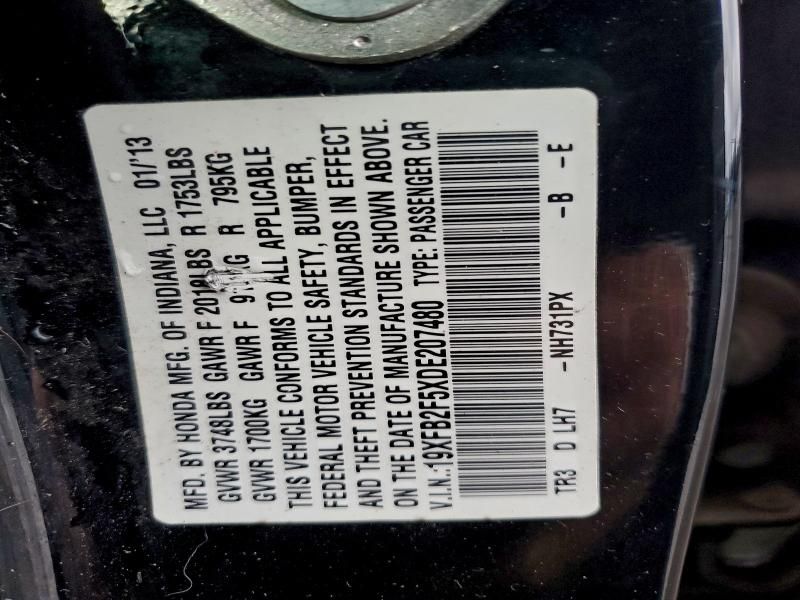 MFD. BY HONDA MFG. OF INDIANA, LLC 01/'13
GVWR 3748LBS GAWR F LBS R 1753LBS
GVWR 1700KG GAWR F R 795KG
THIS VEHICLE CONFORMS TO ALL APPLICABLE
FEDERAL MOTOR VEHICLE SAFETY, BUMPER,
AND THEFT PREVENTION STANDARDS IN EFFECT
ON THE DATE OF MANUFACTURE SHOWN ABOVE.
V.I.N.:19XFB2F5XDE207480 TYPE: PASSENGER CAR
TR3 D LH7 -NH731PX -B -E